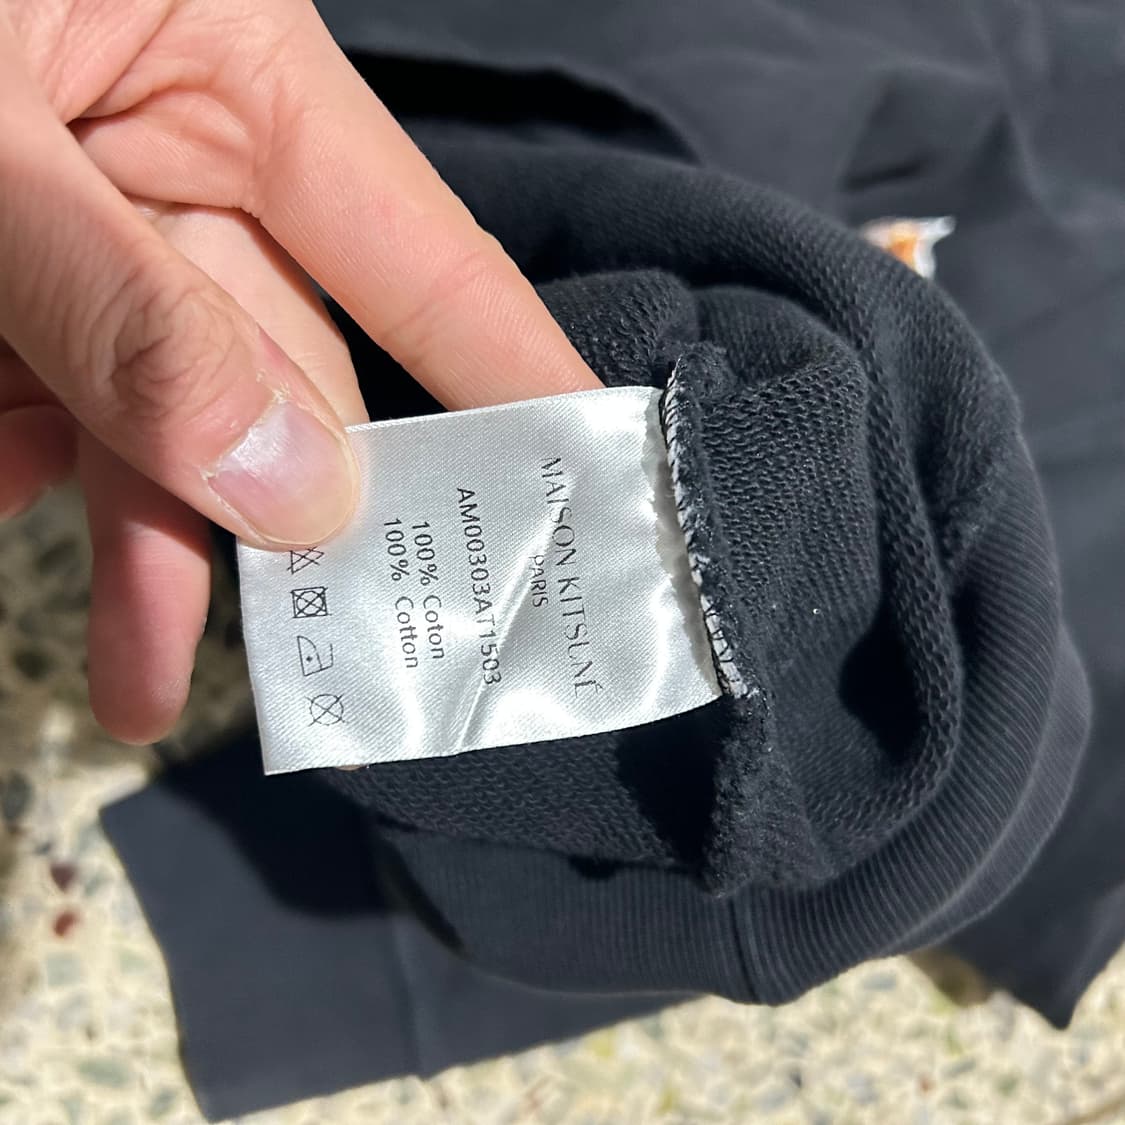 MAISON KITSUNÉ
PARIS
AM00303AT1503
100% Coton
100% Cotton